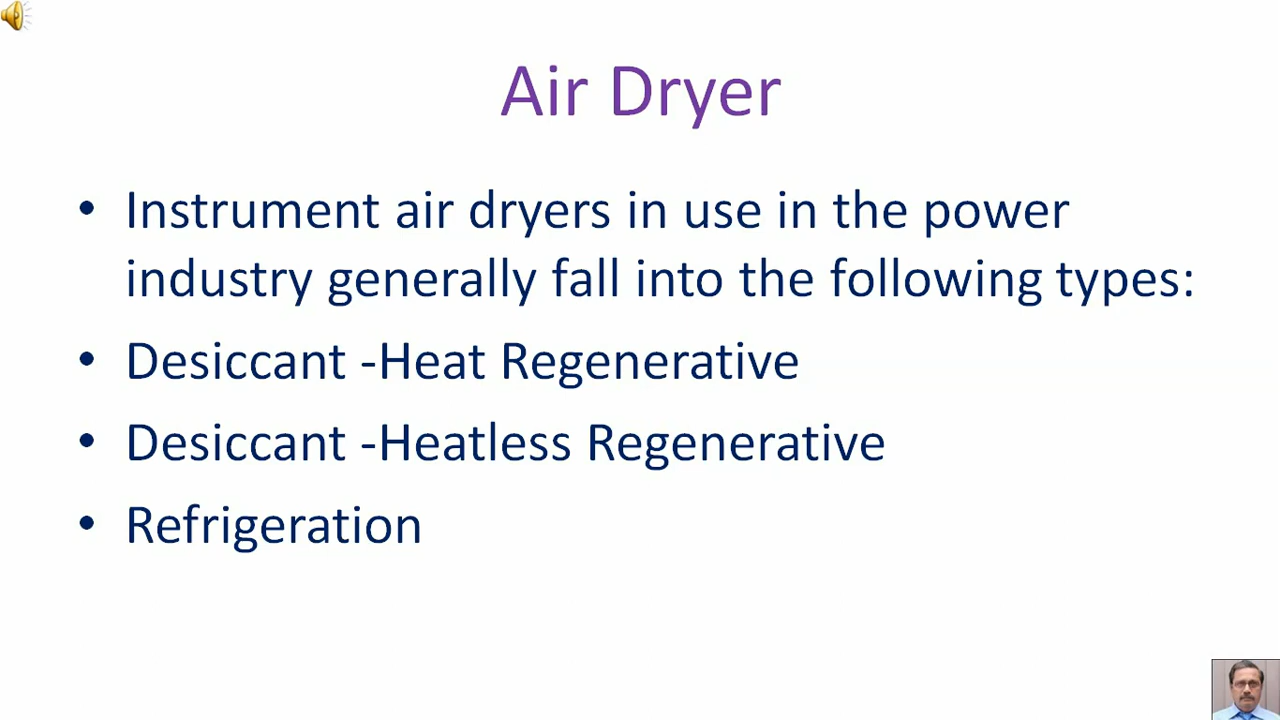 Air Dryer
• Instrument air dryers in use in the power
industry generally fall into the following types:
• Desiccant -Heat Regenerative
• Desiccant -Heatless Regenerative
• Refrigeration